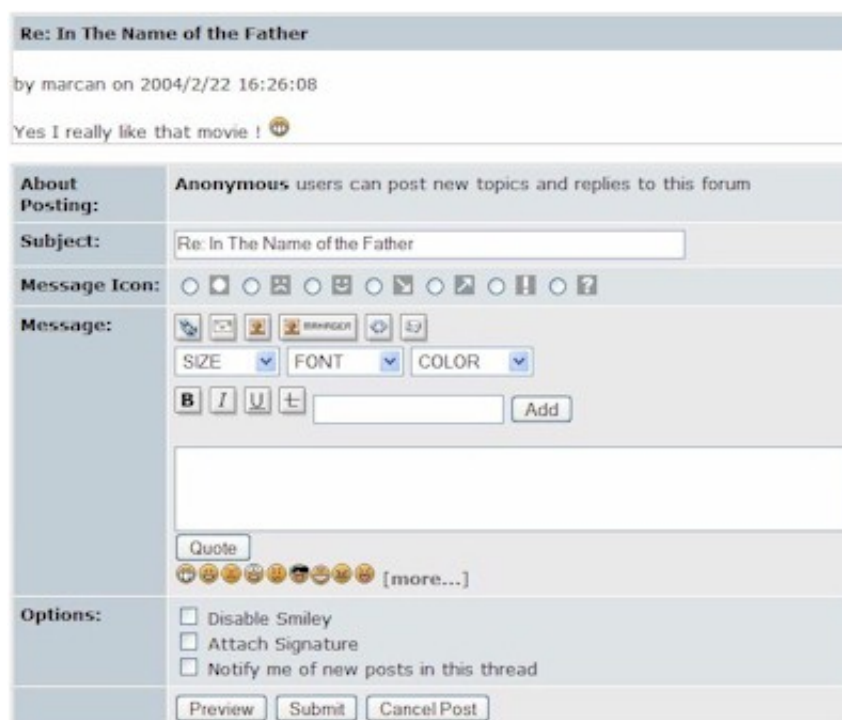 Re: In The Name of the Father
by marcan on 2004/2/22 16:26:08
Yes I really like that movie !
About Posting:
Anonymous users can post new topics and replies to this forum
Subject:
Re: In The Name of the Father
Message Icon:
Message:
MANAGER
SIZE FONT COLOR
B I U t Add
Quote
[more...]
Options:
Disable Smiley
Attach Signature
Notify me of new posts in this thread
Preview Submit Cancel Post